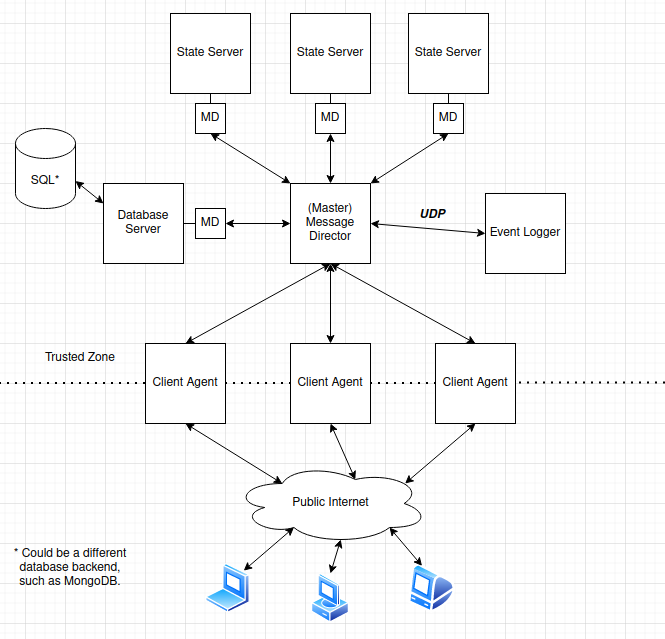 State Server
State Server
State Server
MD
MD
MD
SQL*
Database
Server
MD
(Master)
Message
Director
UDP
Event Logger
Trusted Zone
Client Agent
Client Agent
Client Agent
Public Internet
* Could be a different
database backend,
such as MongoDB.